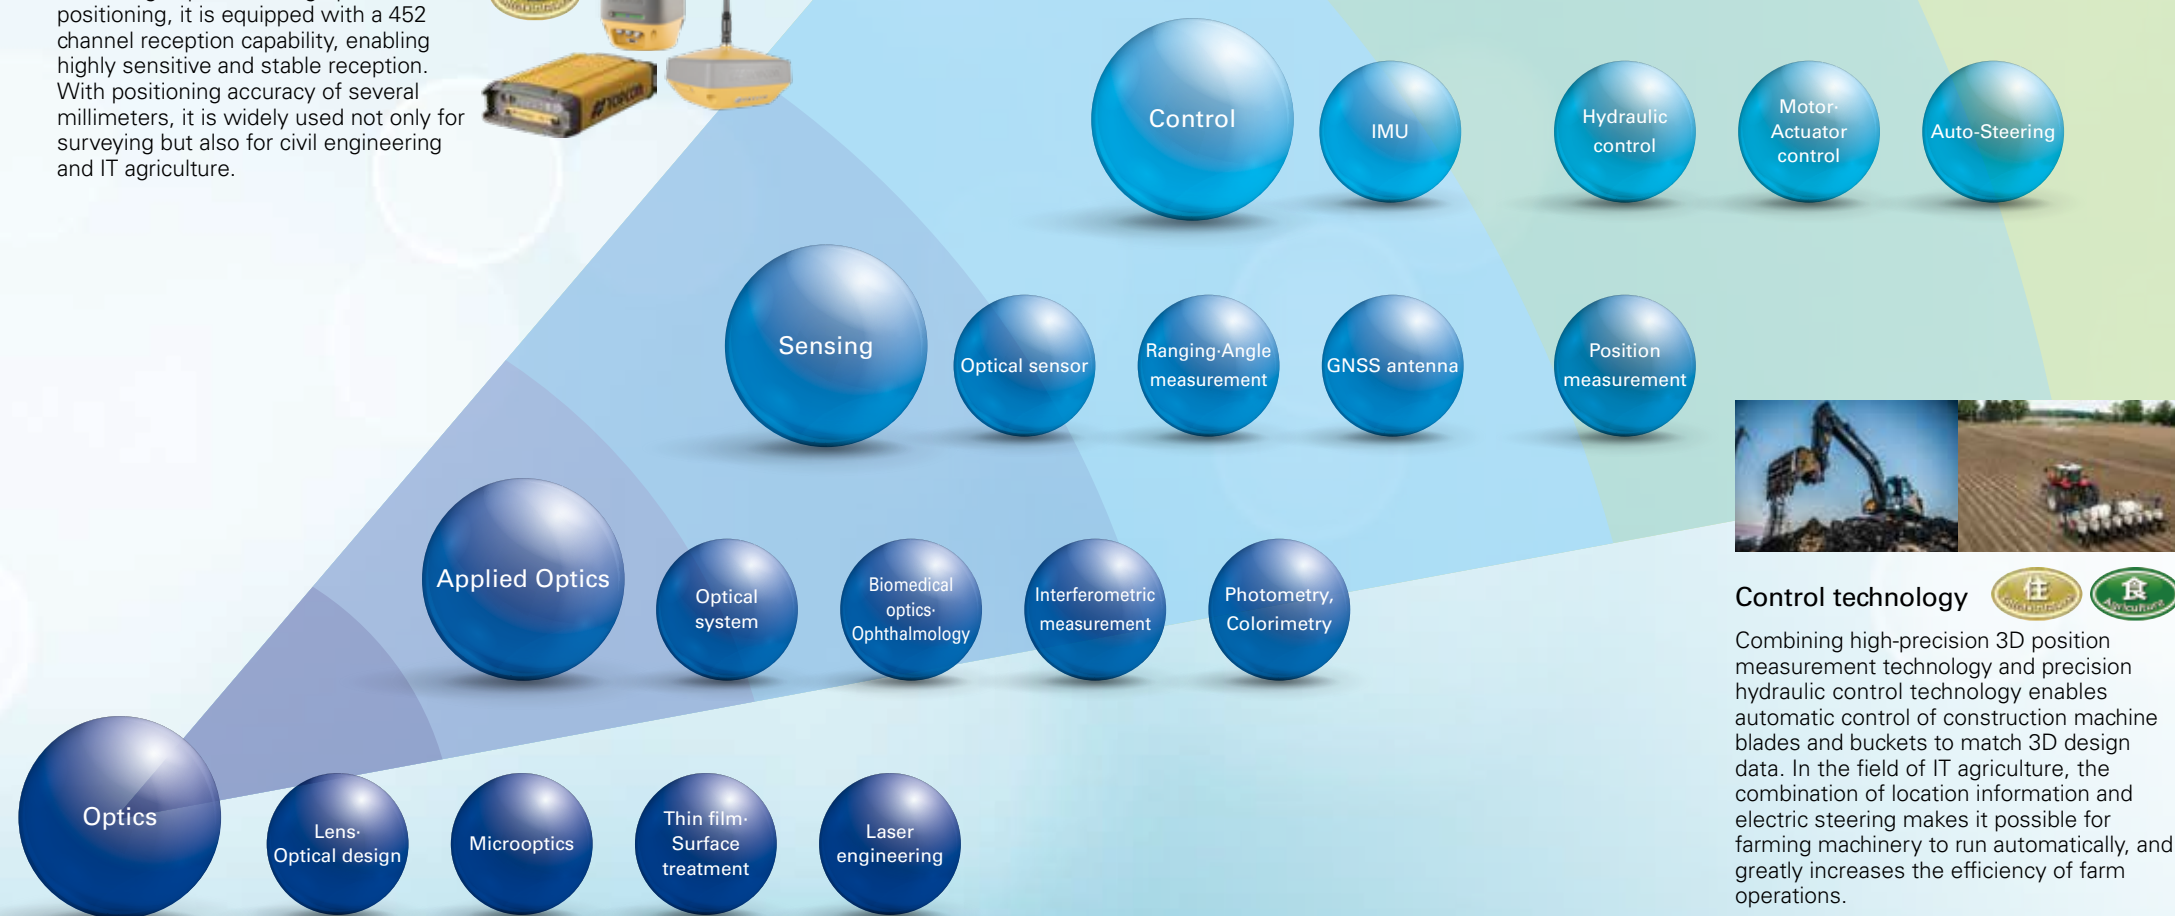 positioning, it is equipped with a 452
channel reception capability, enabling
highly sensitive and stable reception.
With positioning accuracy of several
millimeters, it is widely used not only for
surveying but also for civil engineering
and IT agriculture.
TOPCON
Control
IMU
Hydraulic
control
Motor·
Actuator
control
Auto-Steering
Sensing
Optical sensor
Ranging·Angle
measurement
GNSS antenna
Position
measurement
Applied Optics
Optical
system
Biomedical
optics·
Ophthalmology
Interferometric
measurement
Photometry,
Colorimetry
Optics
Lens·
Optical design
Microoptics
Thin film·
Surface
treatment
Laser
engineering
Control technology
住
食
Agriculture
Combining high-precision 3D position
measurement technology and precision
hydraulic control technology enables
automatic control of construction machine
blades and buckets to match 3D design
data. In the field of IT agriculture, the
combination of location information and
electric steering makes it possible for
farming machinery to run automatically, and
greatly increases the efficiency of farm
operations.